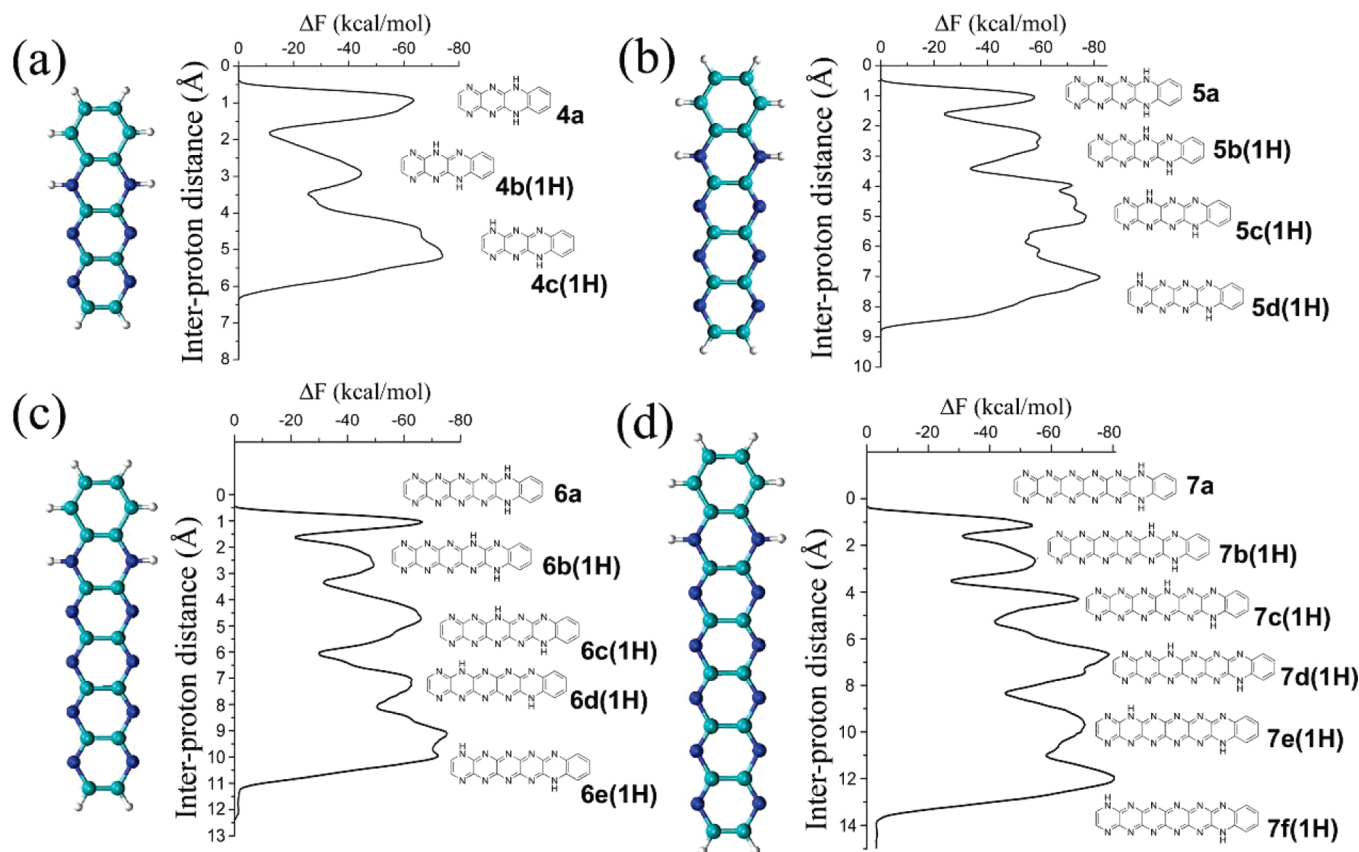 (a)
ΔF (kcal/mol)
0 -20 -40 -60 -80
Inter-proton distance (Å)
0
1
2
3
4
5
6
7
8
4a
4b(1H)
4c(1H)
(b)
ΔF (kcal/mol)
0 -20 -40 -60 -80
Inter-proton distance (Å)
0
1
2
3
4
5
6
7
8
9
10
5a
5b(1H)
5c(1H)
5d(1H)
(c)
ΔF (kcal/mol)
0 -20 -40 -60 -80
Inter-proton distance (Å)
0
1
2
3
4
5
6
7
8
9
10
11
12
13
6a
6b(1H)
6c(1H)
6d(1H)
6e(1H)
(d)
ΔF (kcal/mol)
0 -20 -40 -60 -80
Inter-proton distance (Å)
0
2
4
6
8
10
12
14
7a
7b(1H)
7c(1H)
7d(1H)
7e(1H)
7f(1H)